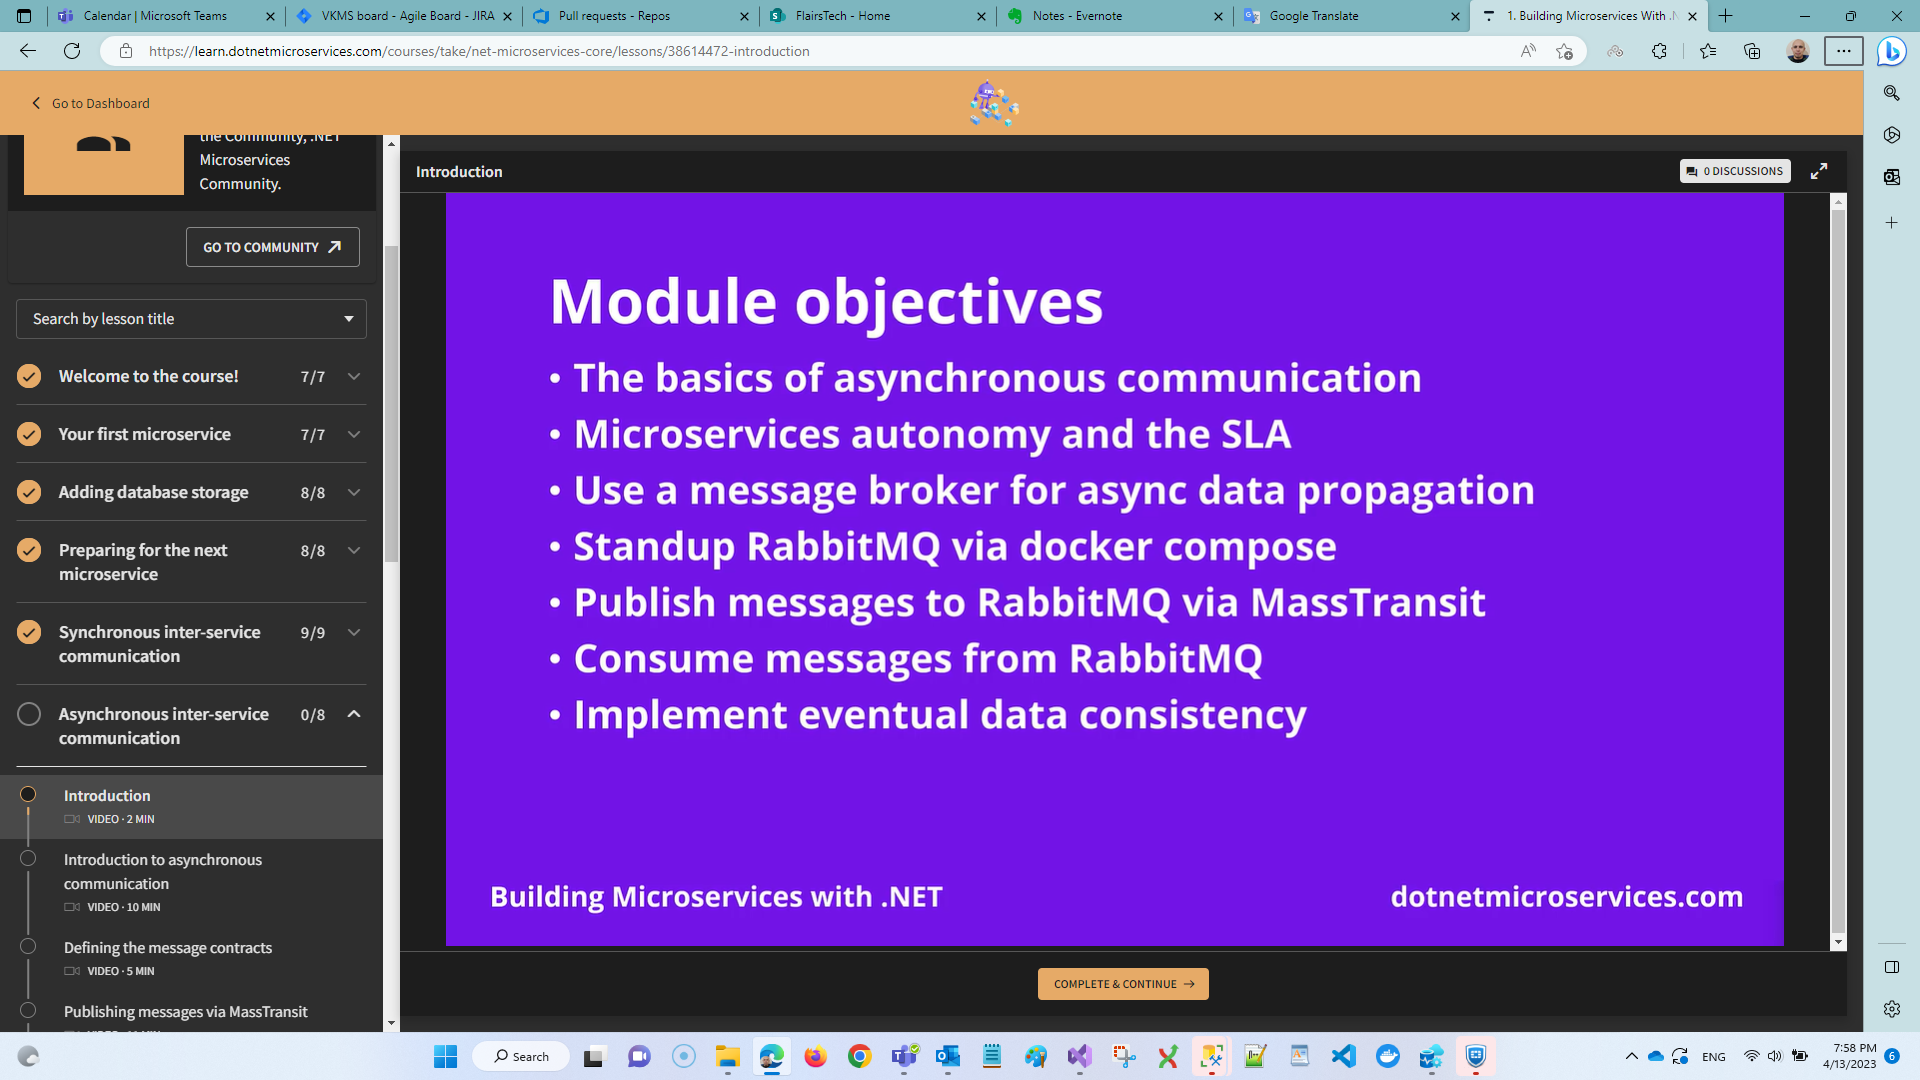 Calendar | Microsoft Teams
VKMS board - Agile Board - JIRA
Pull requests - Repos
FlairsTech - Home
Notes - Evernote
Google Translate
1. Building Microservices With .N
https://learn.dotnetmicroservices.com/courses/take/net-microservices-core/lessons/38614472-introduction
Go to Dashboard
the Community, .NET
Microservices
Community.
GO TO COMMUNITY
Search by lesson title
Welcome to the course! 7/7
Your first microservice 7/7
Adding database storage 8/8
Preparing for the next 8/8
microservice
Synchronous inter-service 9/9
communication
Asynchronous inter-service 0/8
communication
Introduction
VIDEO · 2 MIN
Introduction to asynchronous
communication
VIDEO · 10 MIN
Defining the message contracts
VIDEO · 5 MIN
Publishing messages via MassTransit
Introduction
0 DISCUSSIONS
Module objectives
• The basics of asynchronous communication
• Microservices autonomy and the SLA
• Use a message broker for async data propagation
• Standup RabbitMQ via docker compose
• Publish messages to RabbitMQ via MassTransit
• Consume messages from RabbitMQ
• Implement eventual data consistency
Building Microservices with .NET
dotnetmicroservices.com
COMPLETE & CONTINUE
Search
ENG
7:58 PM
4/13/2023
6